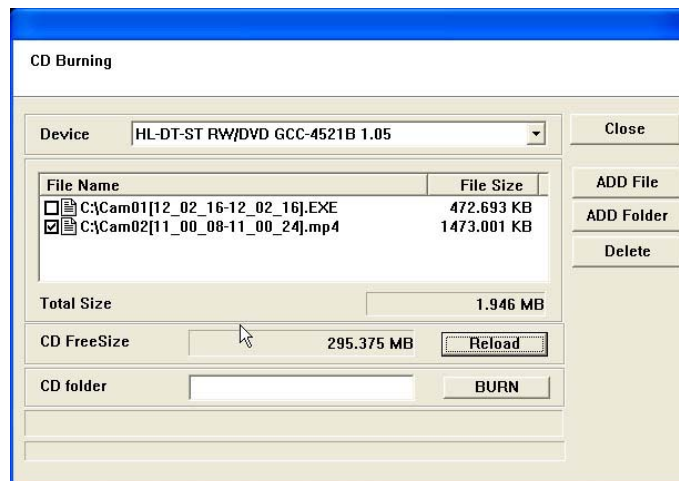 CD Burning
Device HL-DT-ST RW/DVD GCC-4521B 1.05 Close
File Name File Size ADD File
C:\Cam01[12_02_16-12_02_16].EXE 472.693 KB ADD Folder
C:\Cam02[11_00_08-11_00_24].mp4 1473.001 KB
Delete
Total Size 1.946 MB
CD FreeSize 295.375 MB Reload
CD folder BURN